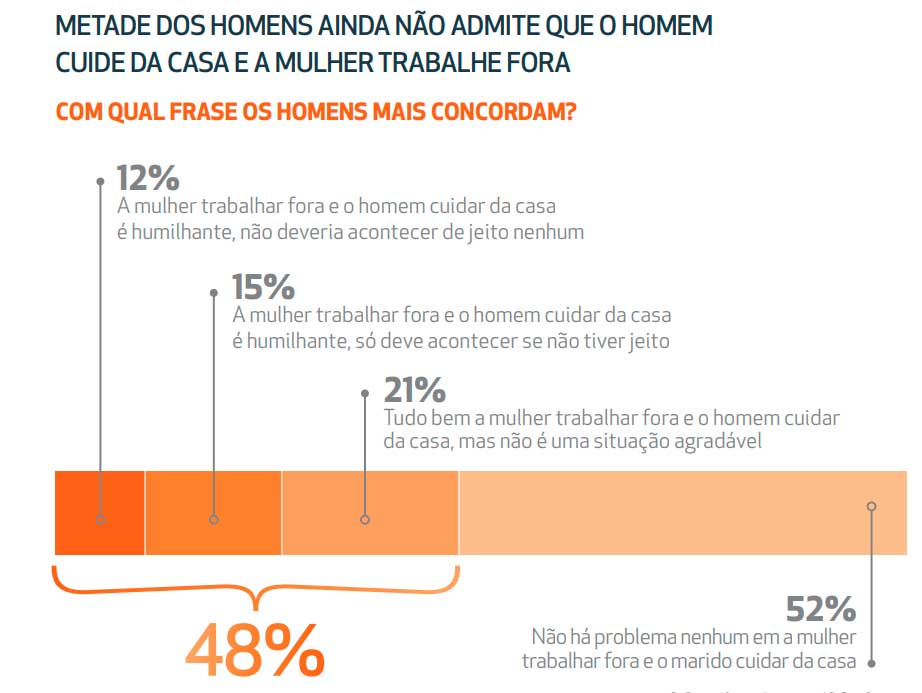 METADE DOS HOMENS AINDA NÃO ADMITE QUE O HOMEM
CUIDE DA CASA E A MULHER TRABALHE FORA
COM QUAL FRASE OS HOMENS MAIS CONCORDAM?
12%
A mulher trabalhar fora e o homem cuidar da casa
é humilhante, não deveria acontecer de jeito nenhum
15%
A mulher trabalhar fora e o homem cuidar da casa
é humilhante, só deve acontecer se não tiver jeito
21%
Tudo bem a mulher trabalhar fora e o homem cuidar
da casa, mas não é uma situação agradável
48%
52%
Não há problema nenhum em a mulher
trabalhar fora e o marido cuidar da casa